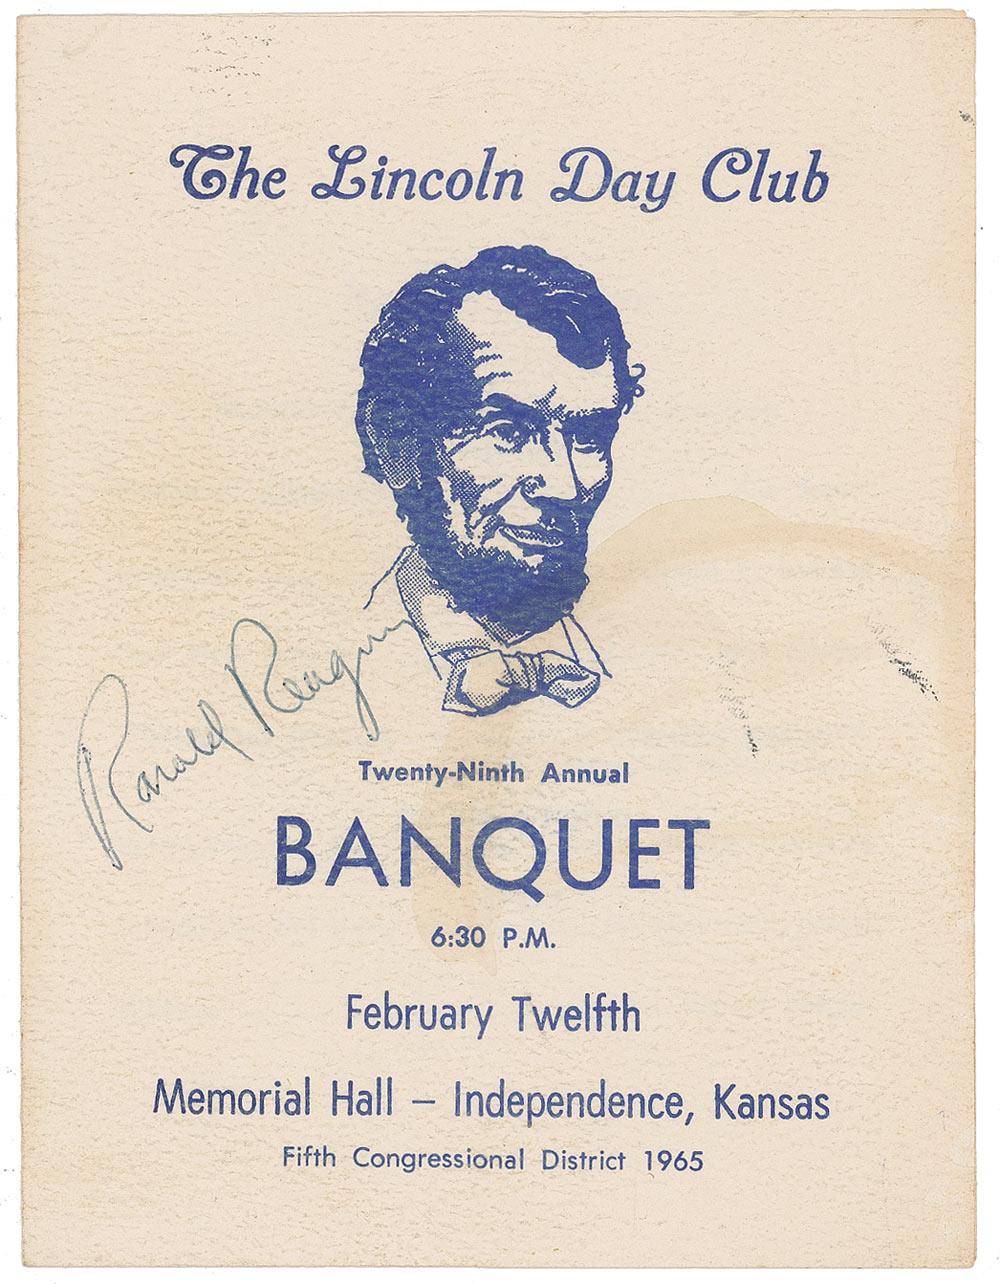 The Lincoln Day Club
Ronald Reagan
Twenty-Ninth Annual
BANQUET
6:30 P.M.
February Twelfth
Memorial Hall – Independence, Kansas
Fifth Congressional District 1965